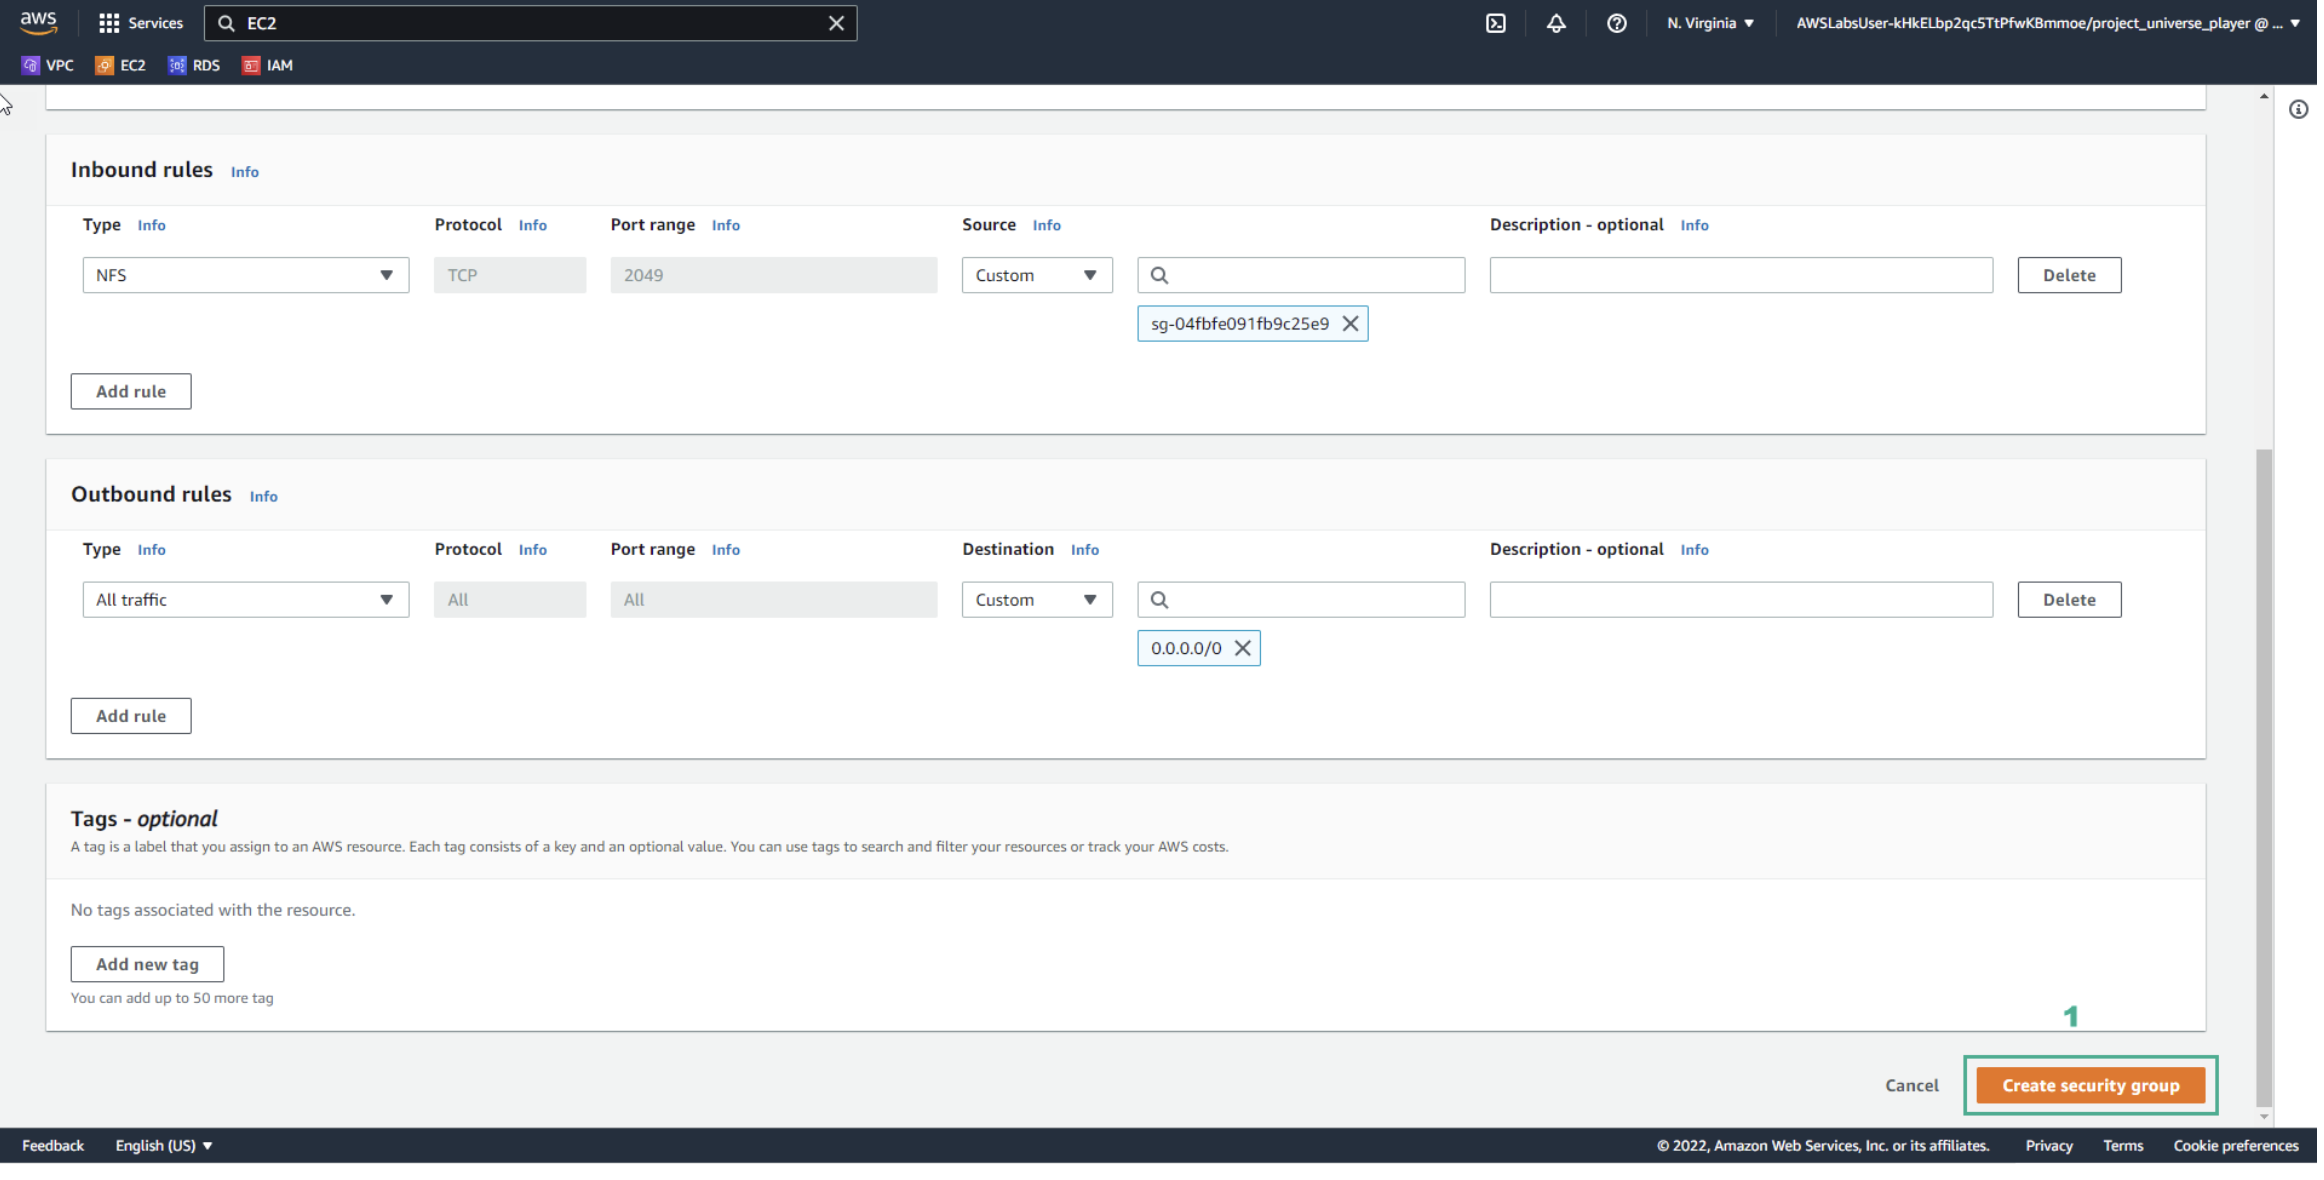 aws Services EC2 N. Virginia AWSLabsUser-kHkELbp2qc5TtPfwKBmmoe/project_universe_player @ ...
VPC EC2 RDS IAM
Inbound rules Info
Type Info Protocol Info Port range Info Source Info Description - optional Info
NFS TCP 2049 Custom Delete
sg-04fbfe091fb9c25e9
Add rule
Outbound rules Info
Type Info Protocol Info Port range Info Destination Info Description - optional Info
All traffic All All Custom Delete
0.0.0.0/0
Add rule
Tags - optional
A tag is a label that you assign to an AWS resource. Each tag consists of a key and an optional value. You can use tags to search and filter your resources or track your AWS costs.
No tags associated with the resource.
Add new tag
You can add up to 50 more tag
1
Cancel Create security group
Feedback English (US) © 2022, Amazon Web Services, Inc. or its affiliates. Privacy Terms Cookie preferences